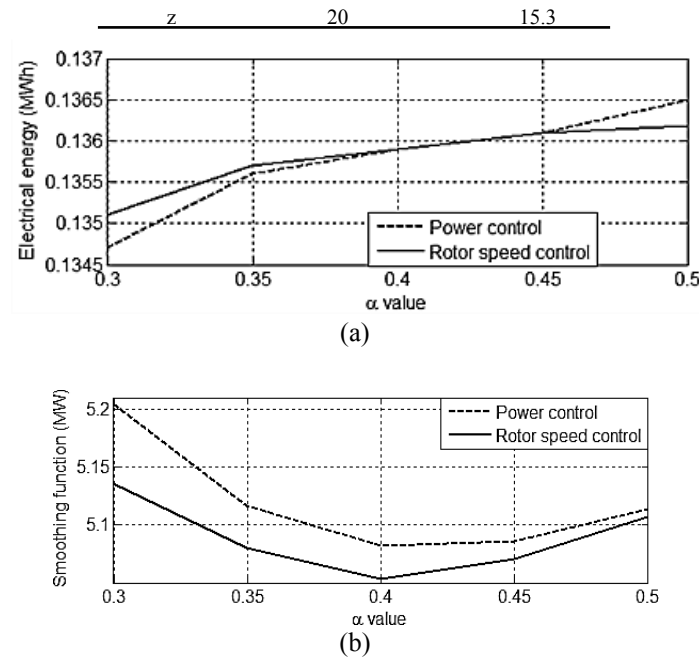 z 20 15.3
0.137
0.1365
0.136
0.1355
0.135
0.1345
Electrical energy (MWh)
Power control
Rotor speed control
0.3 0.35 0.4 0.45 0.5
α value
(a)
5.2
5.15
5.1
Smoothing function (MW)
Power control
Rotor speed control
0.3 0.35 0.4 0.45 0.5
α value
(b)